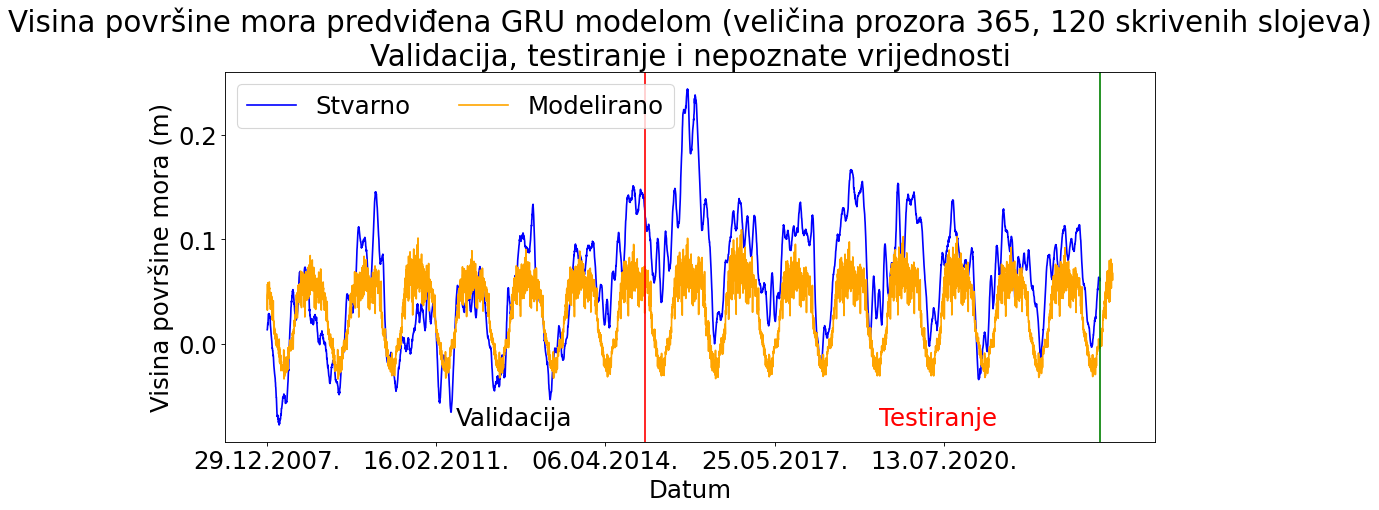 Visina površine mora predviđena GRU modelom (veličina prozora 365, 120 skrivenih slojeva)
Validacija, testiranje i nepoznate vrijednosti
Stvarno
Modelirano
Visina površine mora (m)
0.2
0.1
0.0
Validacija
Testiranje
29.12.2007.
16.02.2011.
06.04.2014.
25.05.2017.
13.07.2020.
Datum